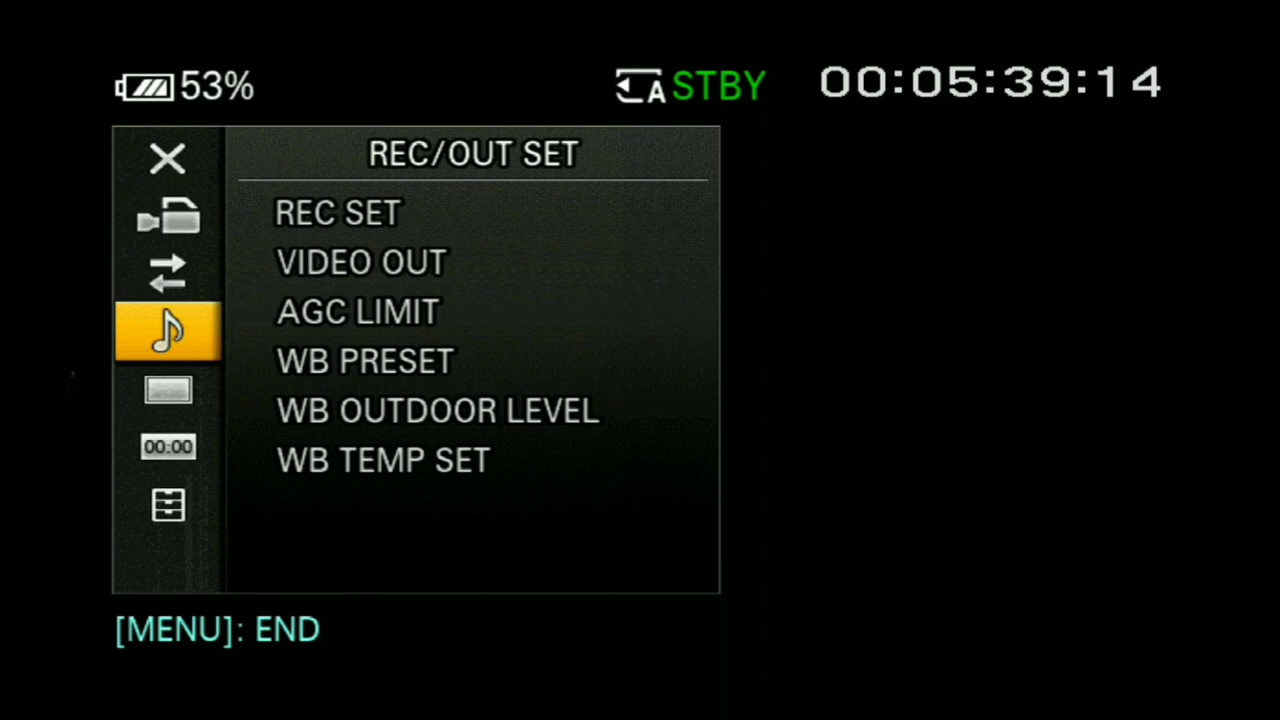 53%
A STBY 00:05:39:14
REC/OUT SET
REC SET
VIDEO OUT
AGC LIMIT
WB PRESET
WB OUTDOOR LEVEL
WB TEMP SET
00:00
[MENU]: END